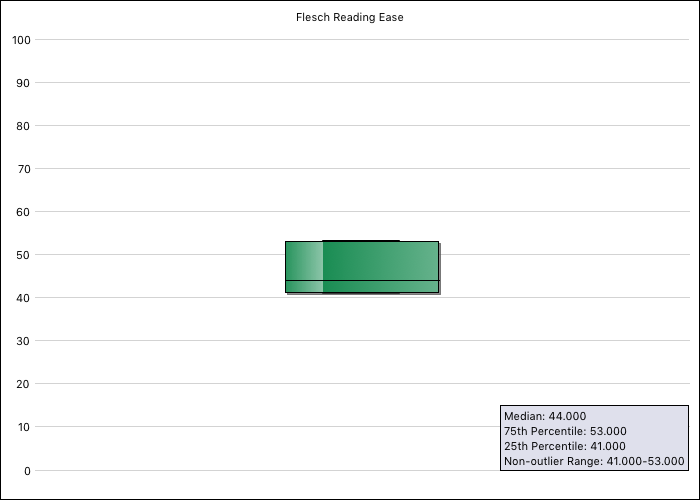 Flesch Reading Ease
100
90
80
70
60
50
40
30
20
10
0
Median: 44.000
75th Percentile: 53.000
25th Percentile: 41.000
Non-outlier Range: 41.000-53.000